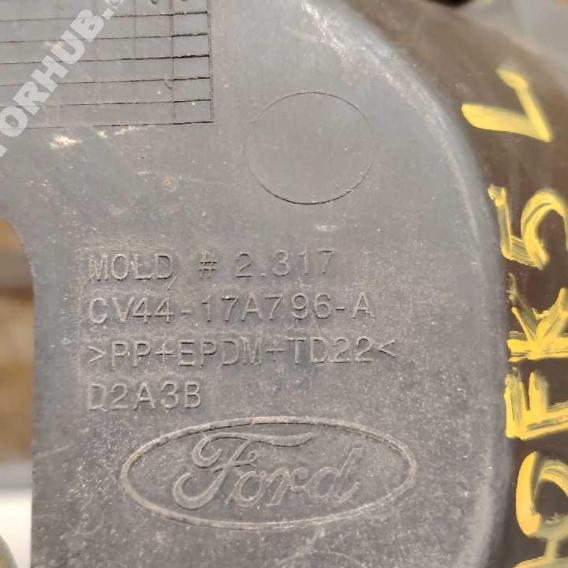 MOLD # 2.317
CV44-17A796-A
>PP+EPDM-TD22<
D2A3B
Ford